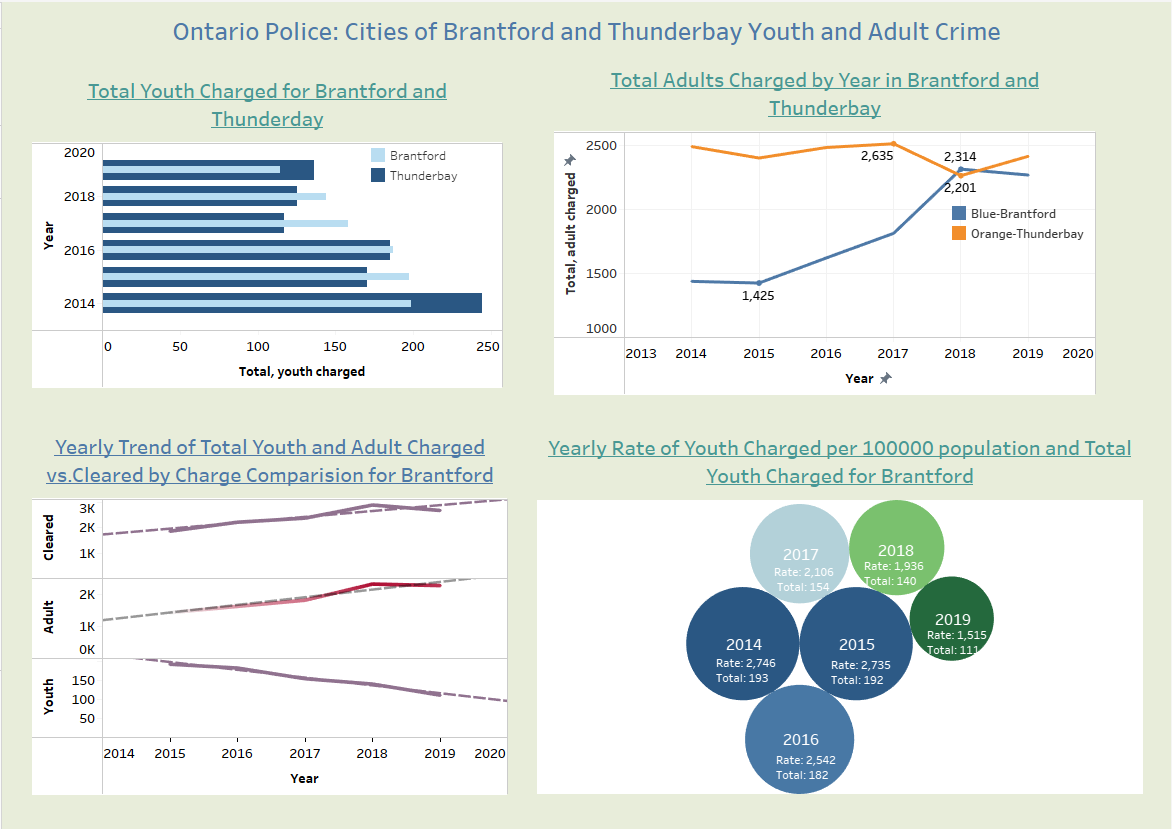 Ontario Police: Cities of Brantford and Thunderbay Youth and Adult Crime
Total Youth Charged for Brantford and
Thunderday
2020
2018
2016
2014
Year
Brantford
Thunderbay
0 50 100 150 200 250
Total, youth charged
Total Adults Charged by Year in Brantford and
Thunderbay
2500
2000
1500
1000
Total, adult charged
2,635
2,314
2,201
1,425
Blue-Brantford
Orange-Thunderbay
2013 2014 2015 2016 2017 2018 2019 2020
Year
Yearly Trend of Total Youth and Adult Charged
vs.Cleared by Charge Comparision for Brantford
Cleared
3K
2K
1K
Adult
2K
1K
0K
Youth
150
100
50
2014 2015 2016 2017 2018 2019 2020
Year
Yearly Rate of Youth Charged per 100000 population and Total
Youth Charged for Brantford
2017
Rate: 2,106
Total: 154
2018
Rate: 1,936
Total: 140
2019
Rate: 1,515
Total: 111
2014
Rate: 2,746
Total: 193
2015
Rate: 2,735
Total: 192
2016
Rate: 2,542
Total: 182